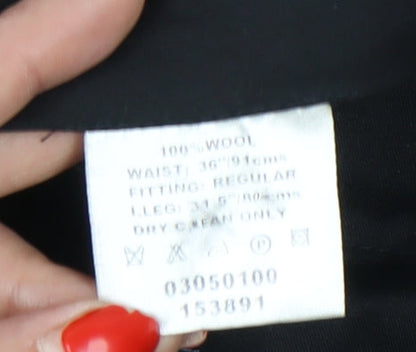 100% WOOL
WAIST: 36"/91cms
FITTING: REGULAR
I.LEG: 31.5"/80cms
DRY CLEAN ONLY
03050100
153891